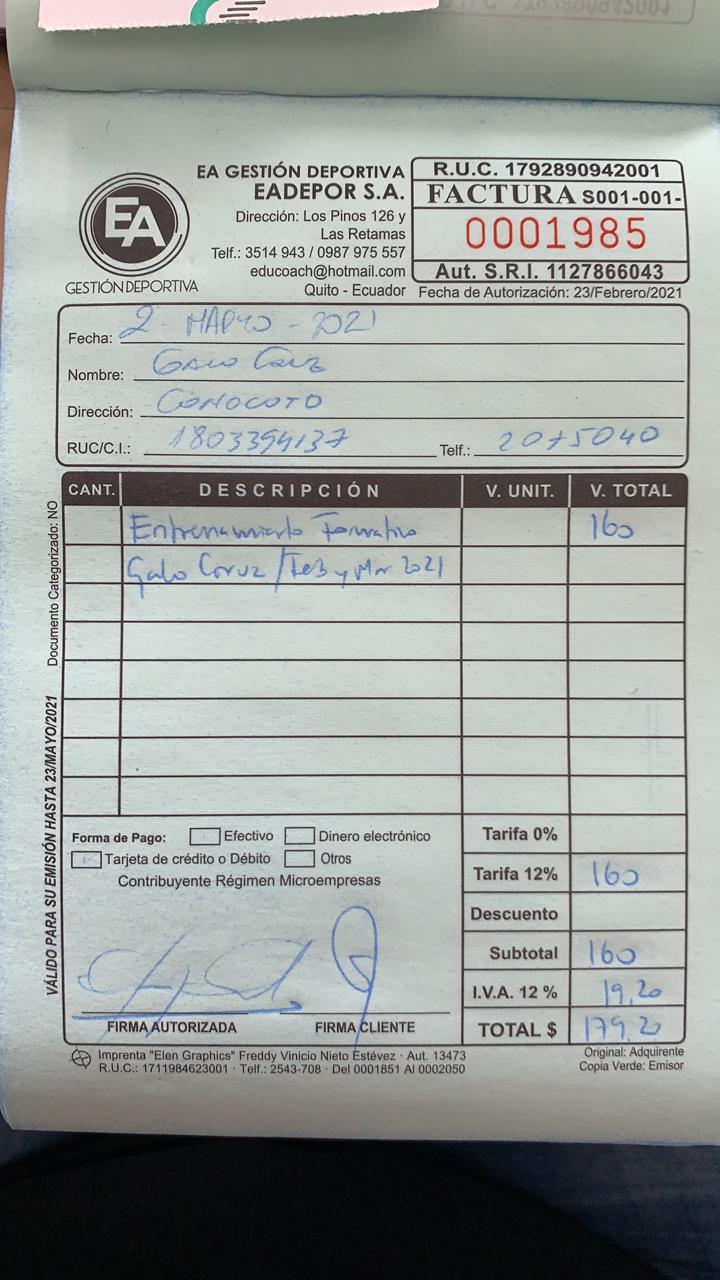 EA GESTIÓN DEPORTIVA
EADEPOR S.A.
Dirección: Los Pinos 126 y
Las Retamas
Telf.: 3514 943 / 0987 975 557
educoach@hotmail.com
Quito - Ecuador
EA
GESTIÓN DEPORTIVA
R.U.C. 1792890942001
FACTURA S001-001-
0001985
Aut. S.R.I. 1127866043
Fecha de Autorización: 23/Febrero/2021
Fecha: 2 MARZO - 2021
Nombre: Galo Coruz
Dirección: CONOCOTO
RUC/C.I.: 1803394137 Telf.: 2075040
CANT. DESCRIPCIÓN V. UNIT. V. TOTAL
Entrenamiento Formativo 160
Galo Coruz / Feb y Mar 2021
Documento Categorizado: NO
VÁLIDO PARA SU EMISIÓN HASTA 23/MAYO/2021
Forma de Pago: Efectivo Dinero electrónico
Tarjeta de crédito o Débito Otros
Contribuyente Régimen Microempresas
Tarifa 0%
Tarifa 12% 160
Descuento
Subtotal 160
I.V.A. 12 % 19,20
TOTAL $ 179,20
FIRMA AUTORIZADA FIRMA CLIENTE
Imprenta "Elen Graphics" Freddy Vinicio Nieto Estévez · Aut. 13473
R.U.C.: 1711984623001 · Telf.: 2543-708 · Del 0001851 Al 0002050
Original: Adquirente
Copia Verde: Emisor